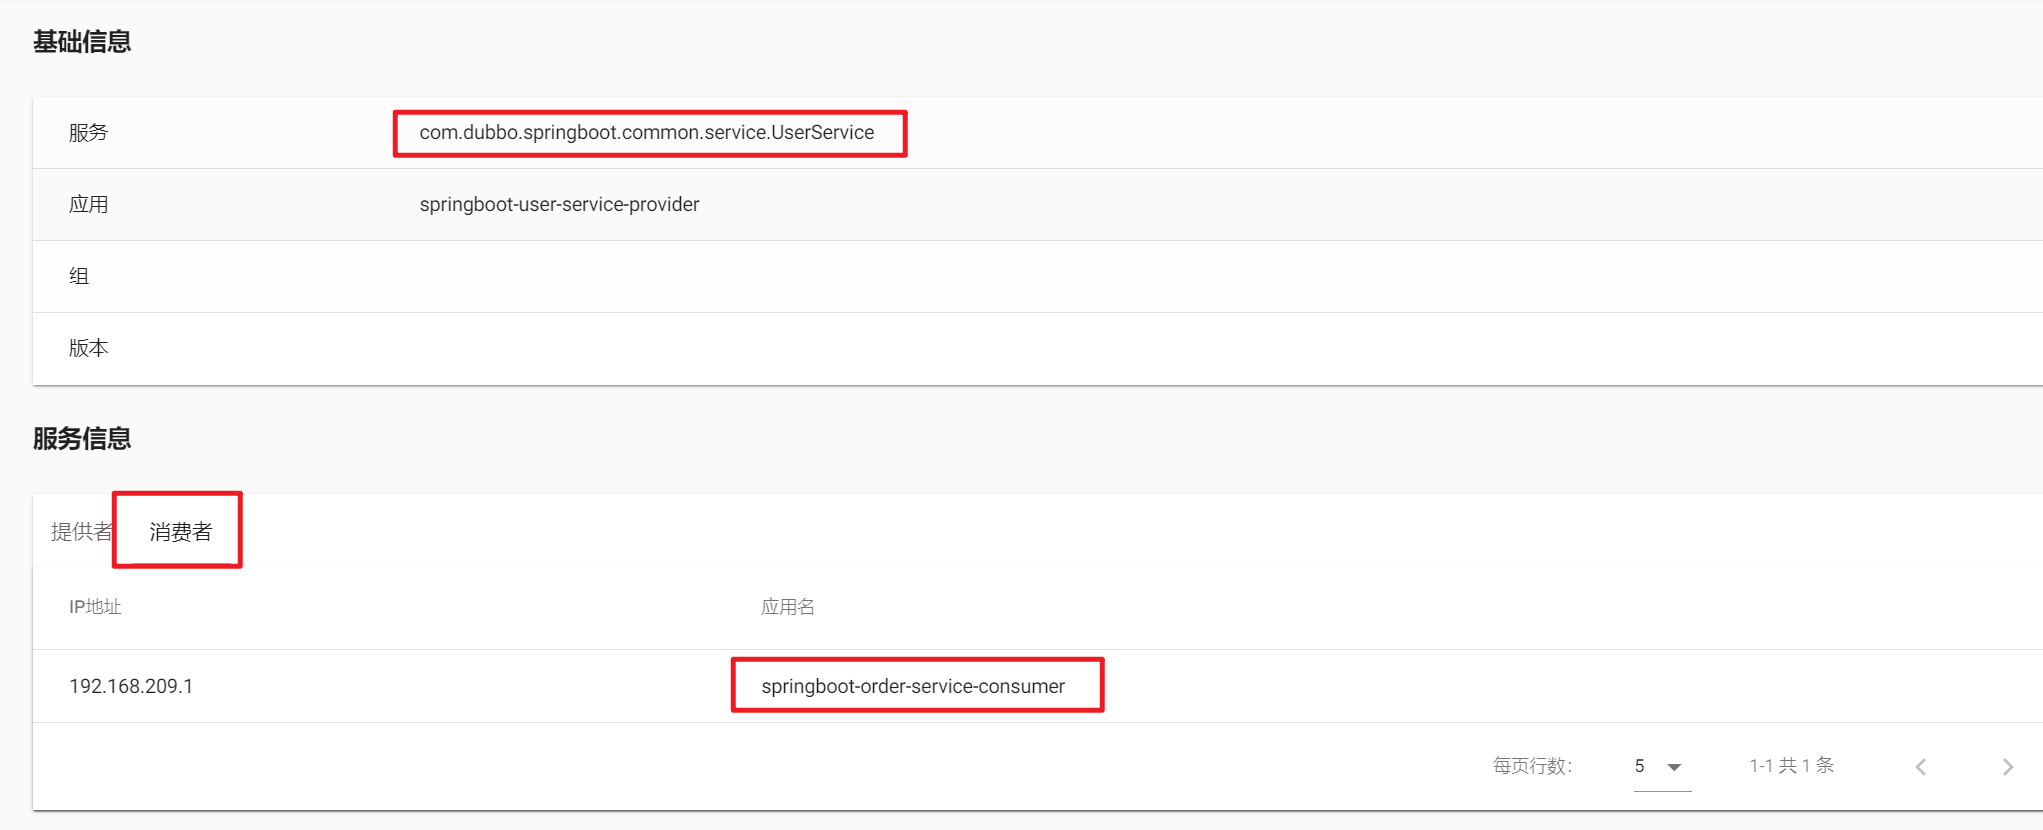 基础信息
服务 com.dubbo.springboot.common.service.UserService
应用 springboot-user-service-provider
组
版本
服务信息
提供者 消费者
IP地址 应用名
192.168.209.1 springboot-order-service-consumer
每页行数： 5 1-1 共 1 条